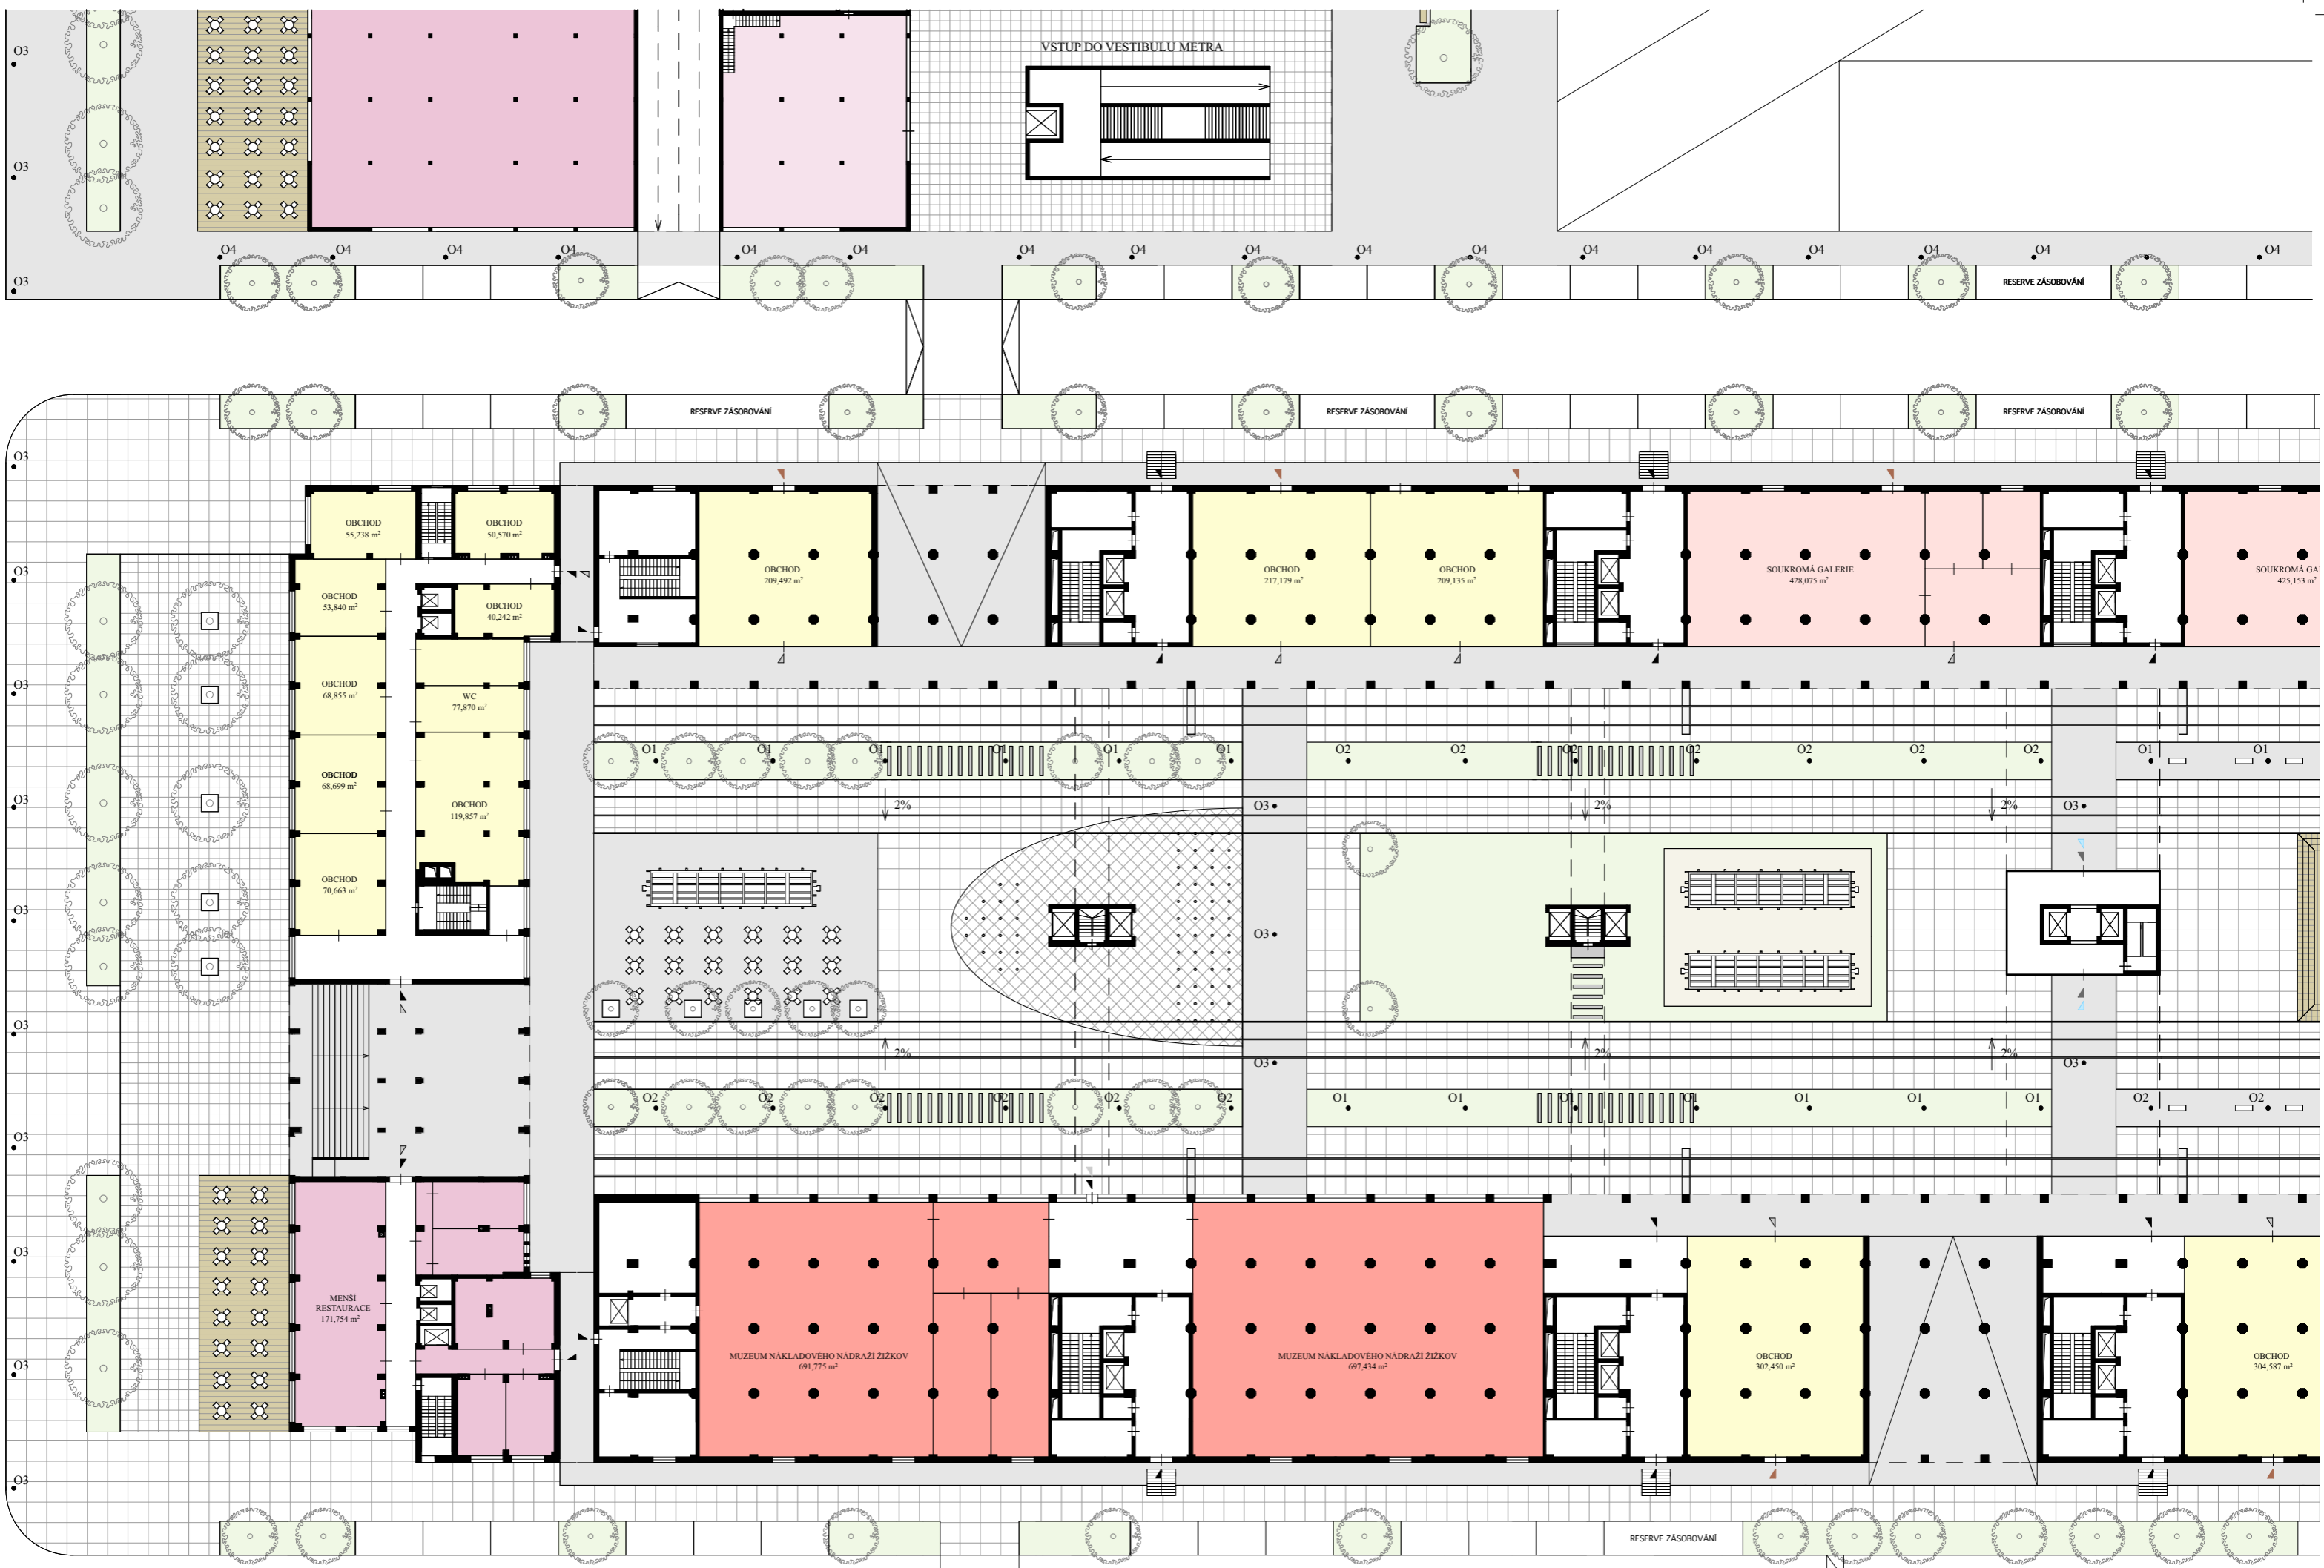 VSTUP DO VESTIBULU METRA
O3
O3
O4 O4 O4 O4 O4 O4 O4 O4 O4 O4 O4 O4 O4 O4 O4 O4 O4
O3
RESERVE ZÁSOBOVÁNÍ
RESERVE ZÁSOBOVÁNÍ
RESERVE ZÁSOBOVÁNÍ
RESERVE ZÁSOBOVÁNÍ
O3
OBCHOD
55,238 m²
OBCHOD
50,570 m²
OBCHOD
209,492 m²
OBCHOD
217,179 m²
OBCHOD
209,135 m²
SOUKROMÁ GALERIE
428,075 m²
SOUKROMÁ GAL
425,153 m²
O3
OBCHOD
53,840 m²
OBCHOD
40,242 m²
O3
OBCHOD
68,855 m²
WC
77,870 m²
O1 O1 O1 O1 O1 O1 O2 O2 O2 O2 O2 O2 O2 O1 O1
OBCHOD
68,699 m²
OBCHOD
119,857 m²
O3
2%
O3
2%
2%
O3
OBCHOD
70,663 m²
O3
O3
O3
2%
O3
2%
2%
O3
O2 O2 O2 O2 O2 O2 O1 O1 O1 O1 O1 O1 O1 O2 O2
O3
O3
MENŠÍ
RESTAURACE
171,754 m²
O3
MUZEUM NÁKLADOVÉHO NÁDRAŽÍ ŽIŽKOV
691,775 m²
MUZEUM NÁKLADOVÉHO NÁDRAŽÍ ŽIŽKOV
697,434 m²
OBCHOD
302,450 m²
OBCHOD
304,587 m²
O3
RESERVE ZÁSOBOVÁNÍ